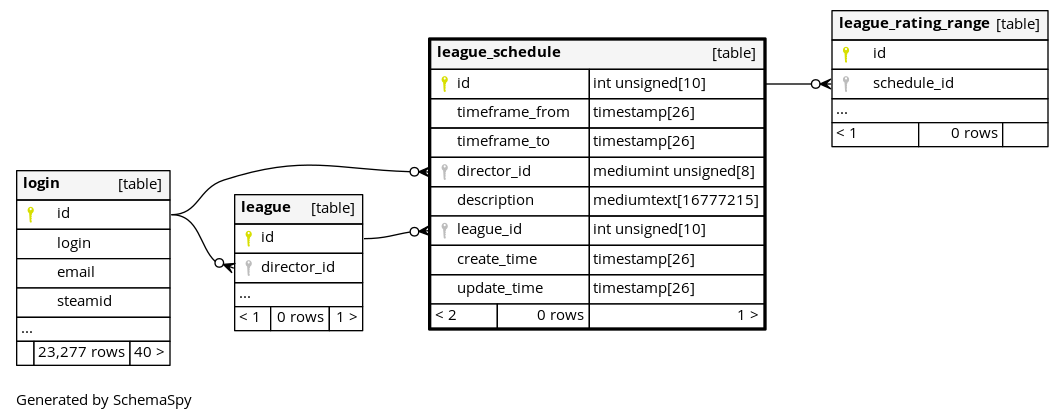 league_rating_range [table]
id
schedule_id
...
< 1 0 rows
league_schedule [table]
id int unsigned[10]
timeframe_from timestamp[26]
timeframe_to timestamp[26]
director_id mediumint unsigned[8]
description mediumtext[16777215]
league_id int unsigned[10]
create_time timestamp[26]
update_time timestamp[26]
< 2 0 rows 1 >
login [table]
id
login
email
steamid
...
23,277 rows 40 >
league [table]
id
director_id
...
< 1 0 rows 1 >
Generated by SchemaSpy